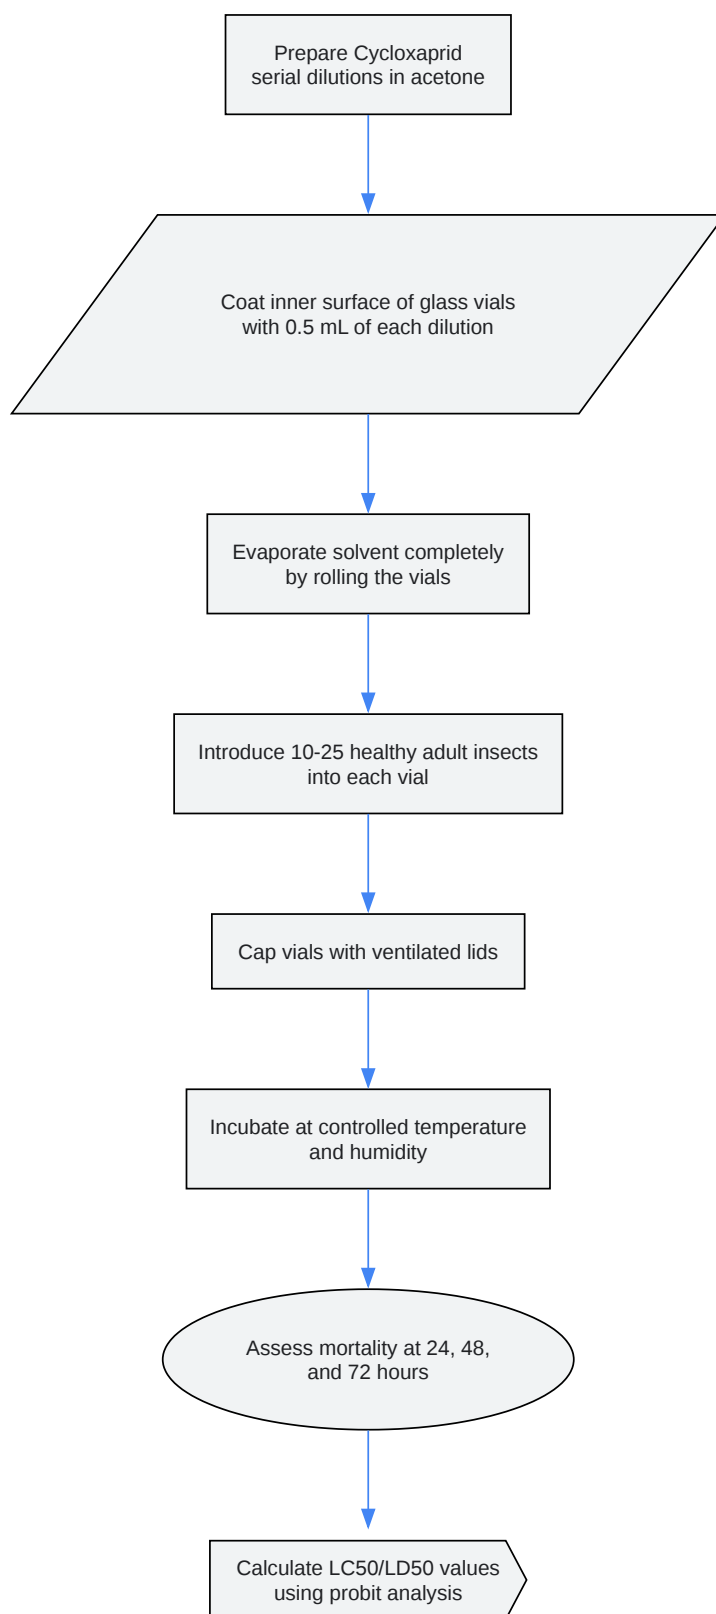 Prepare Cycloxaprid
serial dilutions in acetone
Coat inner surface of glass vials
with 0.5 mL of each dilution
Evaporate solvent completely
by rolling the vials
Introduce 10-25 healthy adult insects
into each vial
Cap vials with ventilated lids
Incubate at controlled temperature
and humidity
Assess mortality at 24, 48,
and 72 hours
Calculate LC50/LD50 values
using probit analysis